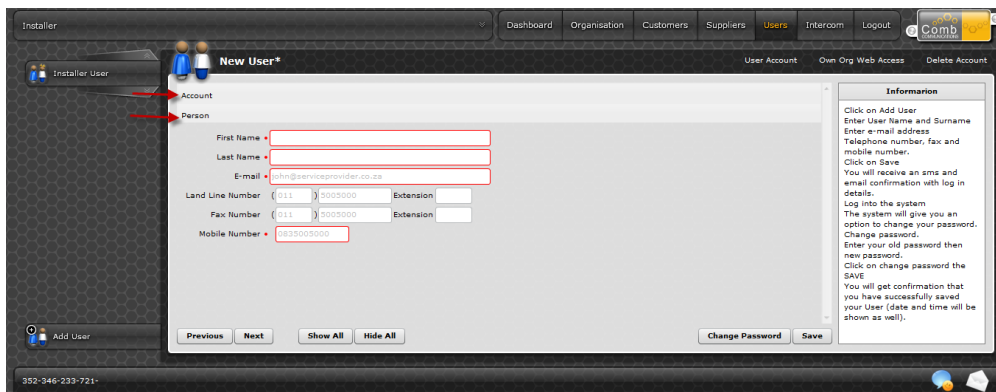 Installer
Dashboard Organisation Customers Suppliers Users Intercom Logout
Comb
COMMUNICATIONS
Installer User
New User*
User Account Own Org Web Access Delete Account
Account
Person
First Name •
Last Name •
E-mail • john@serviceprovider.co.za
Land Line Number ( 011 ) 5005000 Extension
Fax Number ( 011 ) 5005000 Extension
Mobile Number • 0835005000
Informarion
Click on Add User
Enter User Name and Surname
Enter e-mail address
Telephone number, fax and
mobile number.
Click on Save
You will receive an sms and
email confirmation with log in
details.
Log into the system
The system will give you an
option to change your password.
Change password.
Enter your old password then
new password.
Click on change password the
SAVE
You will get confirmation that
you have successfully saved
your User (date and time will be
shown as well).
Add User
Previous Next Show All Hide All Change Password Save
352-346-233-721-